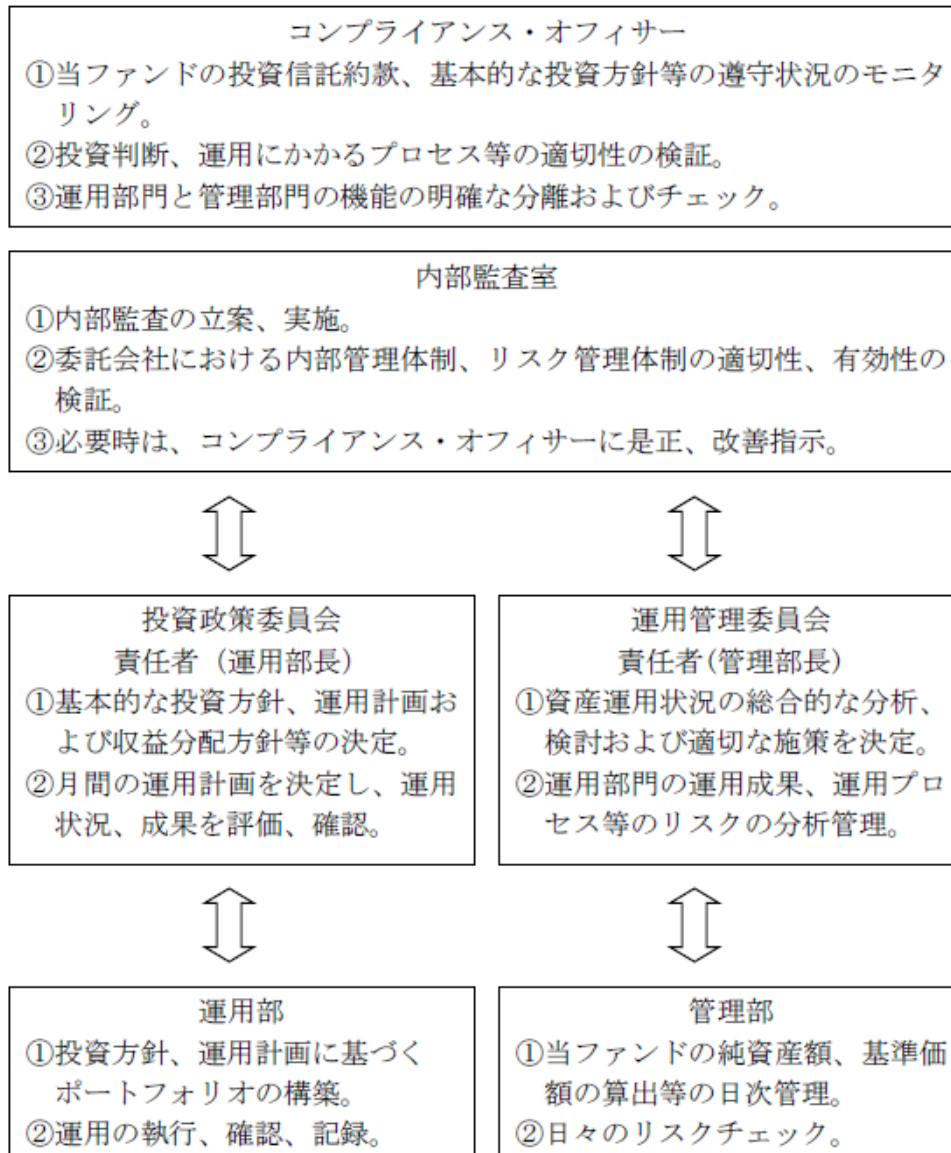 コンプライアンス・オフィサー
①当ファンドの投資信託約款、基本的な投資方針等の遵守状況のモニタ
リング。
②投資判断、運用にかかるプロセス等の適切性の検証。
③運用部門と管理部門の機能の明確な分離およびチェック。
内部監査室
①内部監査の立案、実施。
②委託会社における内部管理体制、リスク管理体制の適切性、有効性の
検証。
③必要時は、コンプライアンス・オフィサーに是正、改善指示。
投資政策委員会
責任者（運用部長）
①基本的な投資方針、運用計画お
よび収益分配方針等の決定。
②月間の運用計画を決定し、運用
状況、成果を評価、確認。
運用管理委員会
責任者(管理部長)
①資産運用状況の総合的な分析、
検討および適切な施策を決定。
②運用部門の運用成果、運用プロ
セス等のリスクの分析管理。
運用部
①投資方針、運用計画に基づく
ポートフォリオの構築。
②運用の執行、確認、記録。
管理部
①当ファンドの純資産額、基準価
額の算出等の日次管理。
②日々のリスクチェック。